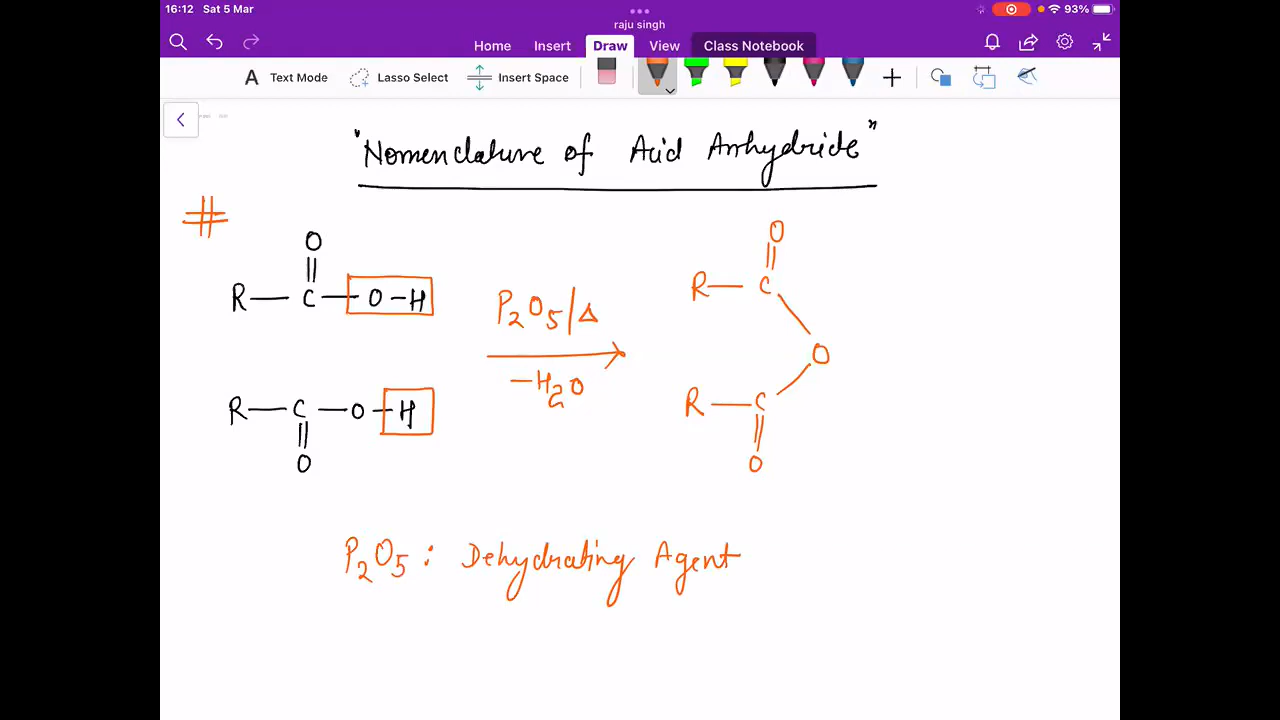 16:12 Sat 5 Mar
93%
raju singh
Home Insert Draw View Class Notebook
A Text Mode Lasso Select Insert Space
"Nomenclature of Acid Anhydride"
#
O
R — C — O – H
R — C — O – H
O
P2O5/Δ
–H2O
O
R — C
O
R — C
O
P2O5 : Dehydrating Agent